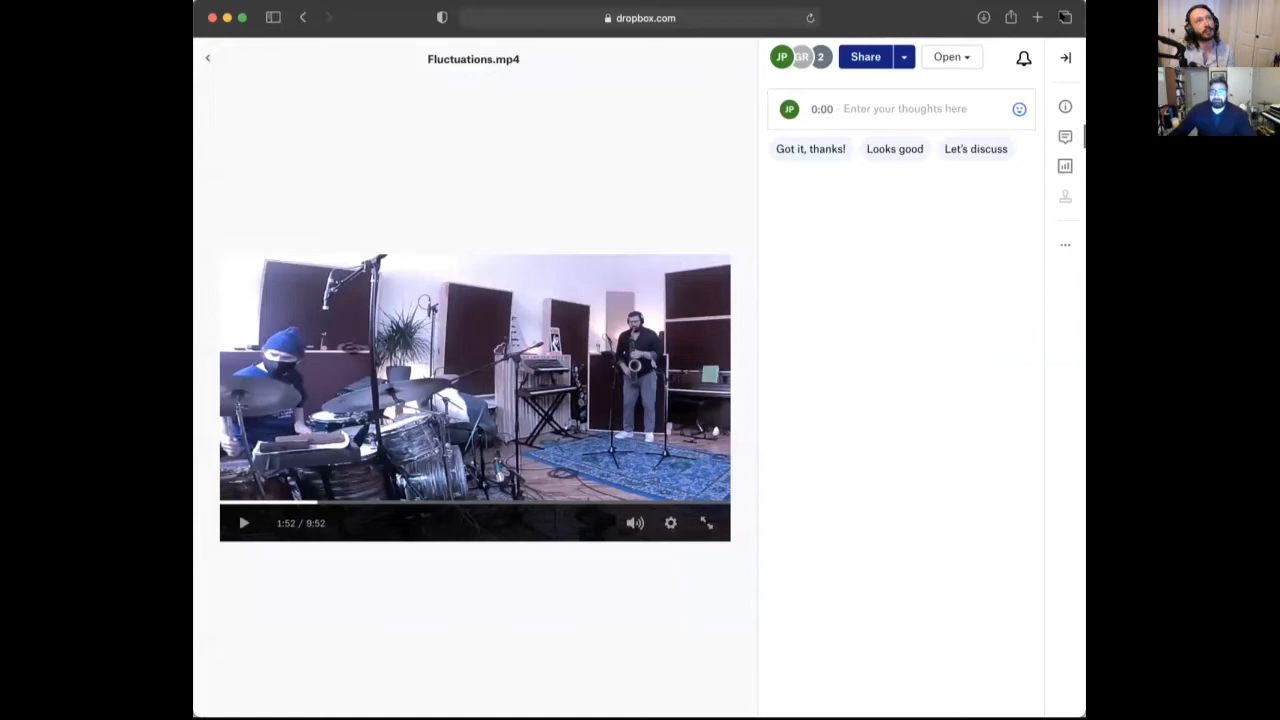 dropbox.com
Fluctuations.mp4
JP GR 2 Share Open
JP 0:00 Enter your thoughts here
Got it, thanks! Looks good Let's discuss
1:52 / 9:52